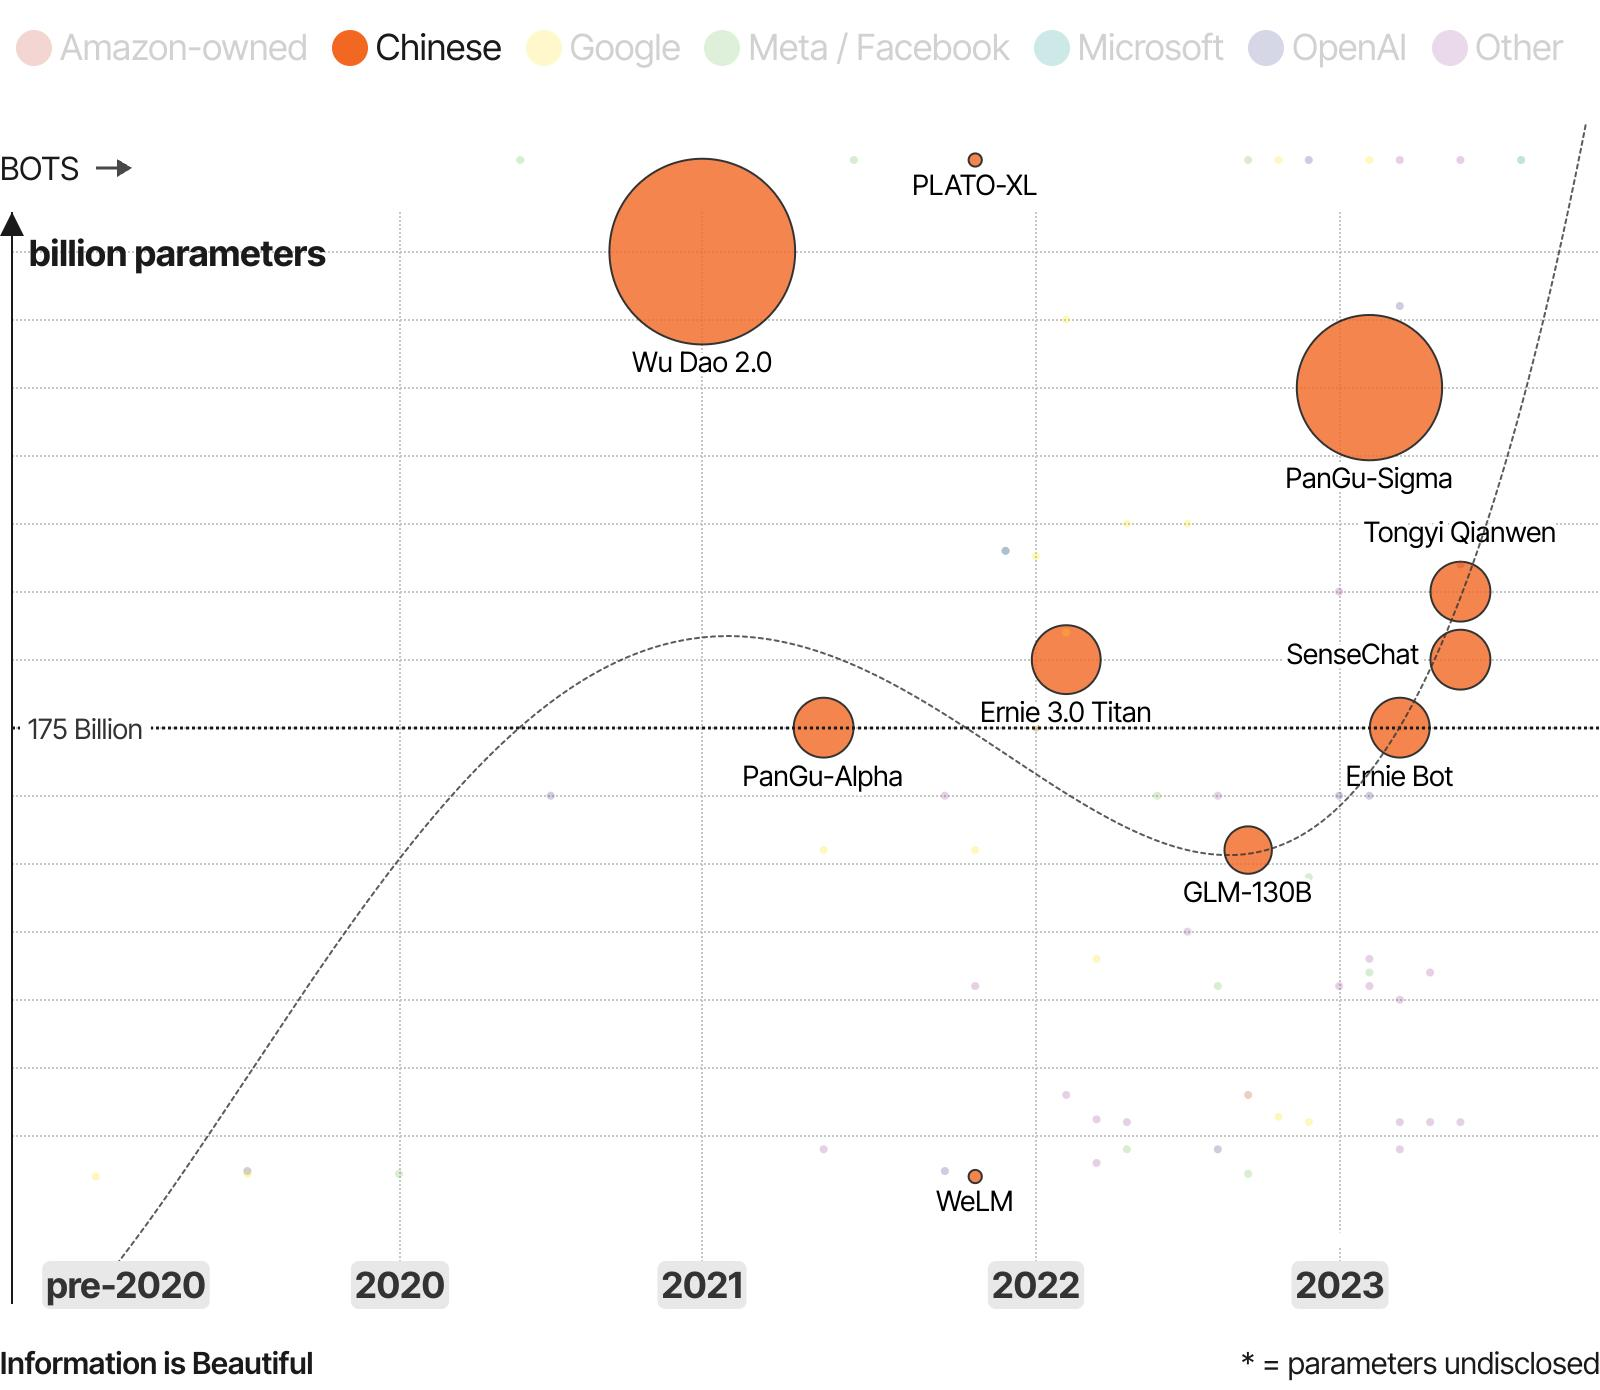 Amazon-owned Chinese Google Meta / Facebook Microsoft OpenAI Other
BOTS →
PLATO-XL
billion parameters
Wu Dao 2.0
PanGu-Sigma
Tongyi Qianwen
SenseChat
Ernie 3.0 Titan
175 Billion
PanGu-Alpha
Ernie Bot
GLM-130B
WeLM
pre-2020 2020 2021 2022 2023
Information is Beautiful
* = parameters undisclosed